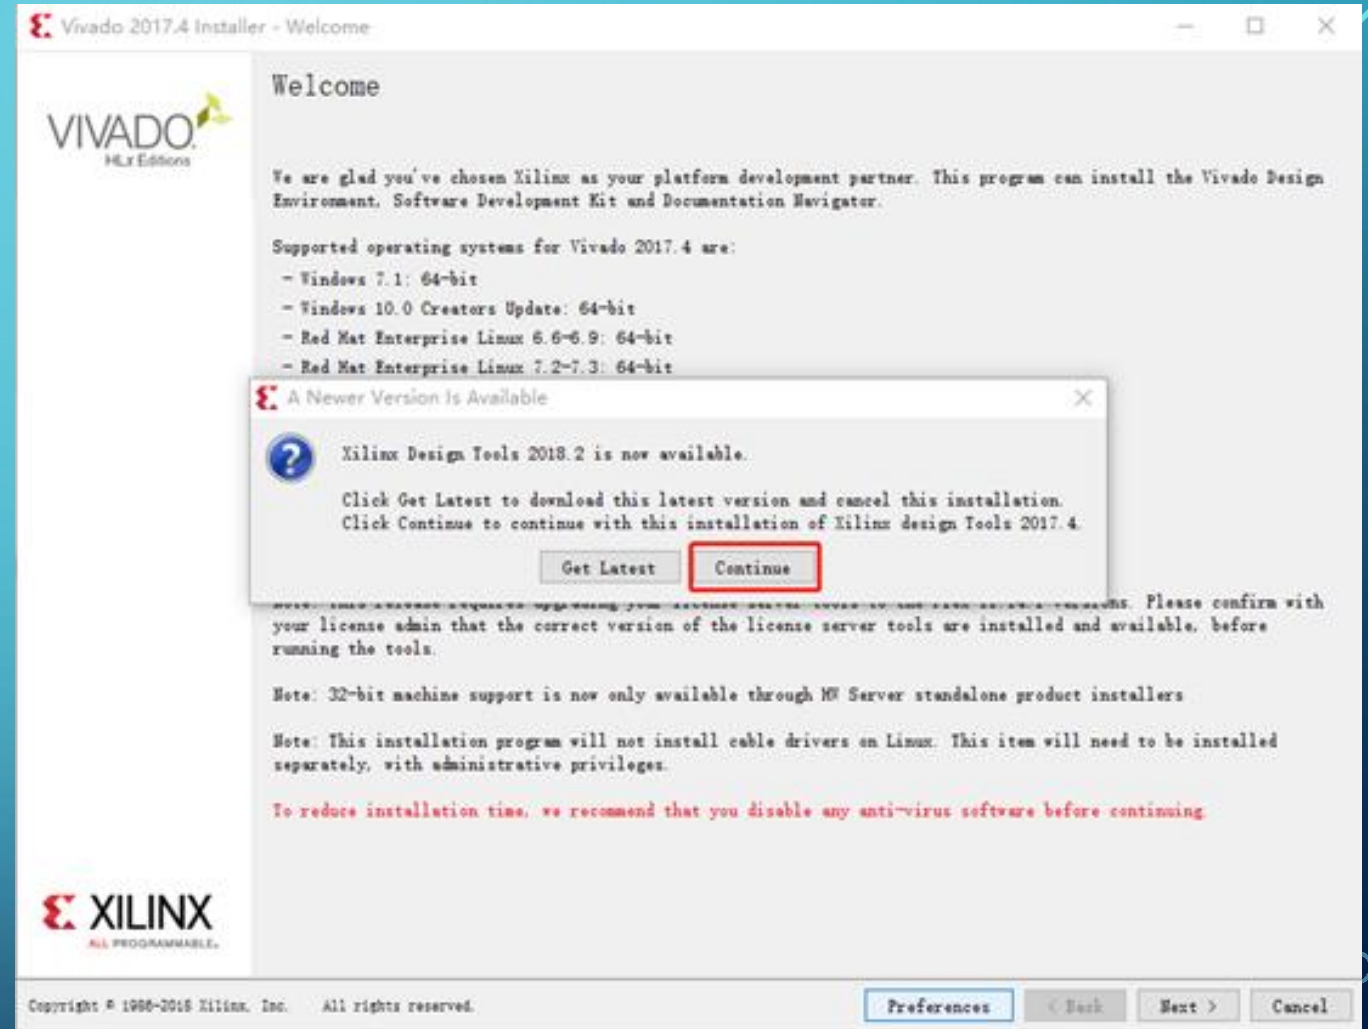 Vivado 2017.4 Installer - Welcome
VIVADO
HLx Editions
Welcome
We are glad you've chosen Xilinx as your platform development partner. This program can install the Vivado Design
Environment, Software Development Kit and Documentation Navigator.
Supported operating systems for Vivado 2017.4 are:
- Windows 7.1: 64-bit
- Windows 10.0 Creators Update: 64-bit
- Red Hat Enterprise Linux 6.6-6.9: 64-bit
- Red Hat Enterprise Linux 7.2-7.3: 64-bit
A Newer Version Is Available
Xilinx Design Tools 2018.2 is now available.
Click Get Latest to download this latest version and cancel this installation.
Click Continue to continue with this installation of Xilinx design Tools 2017.4.
Get Latest
Continue
Please confirm with
your license admin that the correct version of the license server tools are installed and available, before
running the tools.
Note: 32-bit machine support is now only available through HW Server standalone product installers
Note: This installation program will not install cable drivers on Linux. This item will need to be installed
separately, with administrative privileges.
To reduce installation time, we recommend that you disable any anti-virus software before continuing.
XILINX
ALL PROGRAMMABLE.
Copyright © 1986-2018 Xilinx, Inc. All rights reserved.
Preferences
< Back
Next >
Cancel